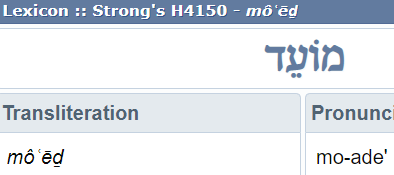 Lexicon :: Strong's H4150 - môʿēḏ
מוֹעֵד
Transliteration
Pronunci
môʿēḏ
mo-ade'